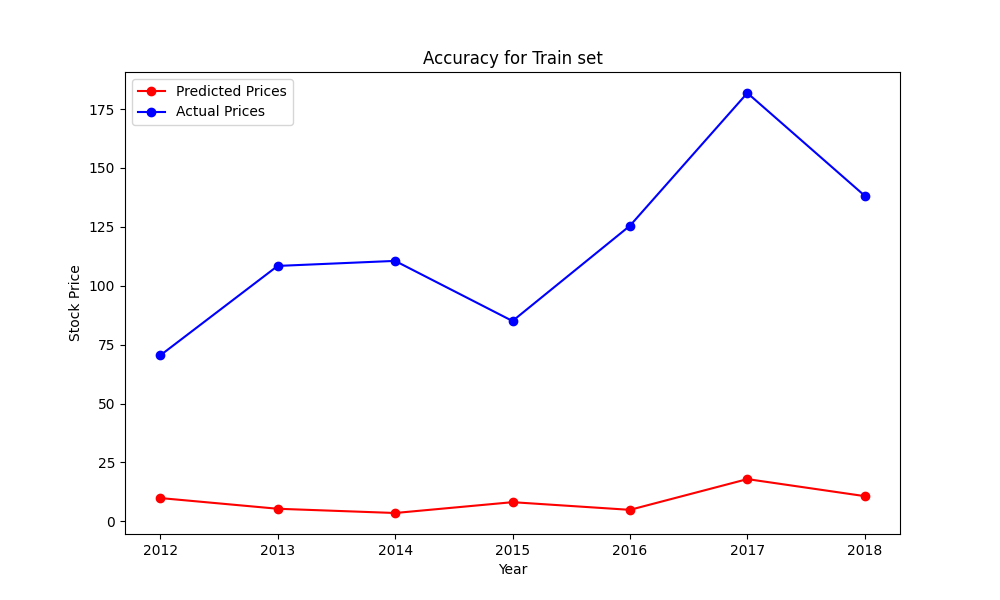 Accuracy for Train set
Predicted Prices
Actual Prices
175
150
125
100
75
50
25
0
Stock Price
2012 2013 2014 2015 2016 2017 2018
Year